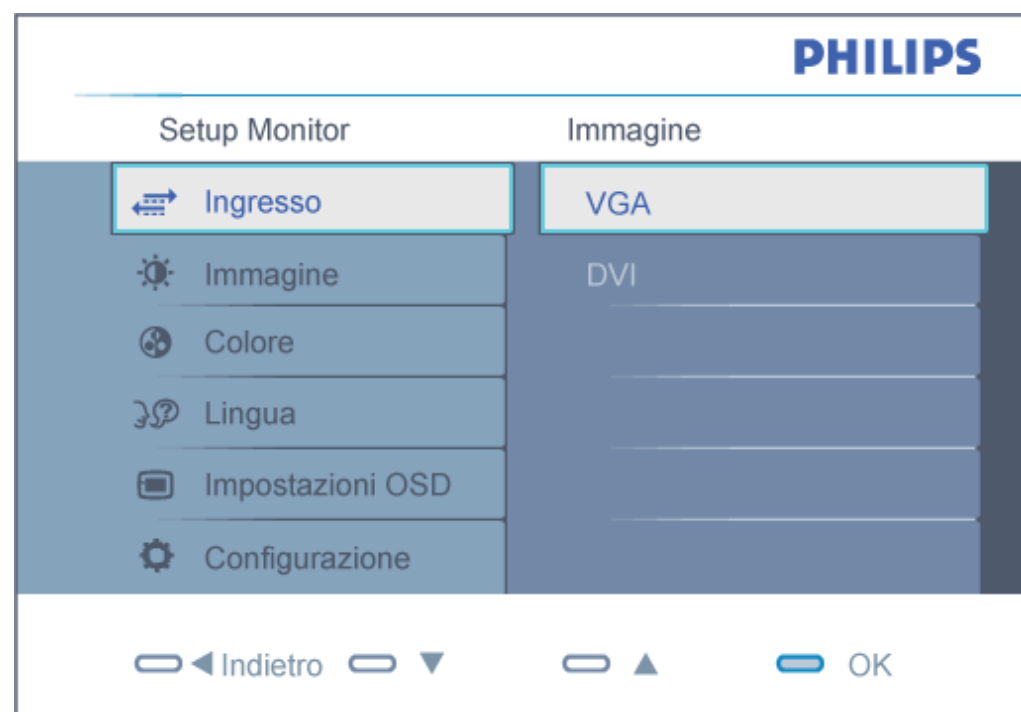 PHILIPS
Setup Monitor Immagine
Ingresso VGA
Immagine DVI
Colore
Lingua
Impostazioni OSD
Configurazione
Indietro OK